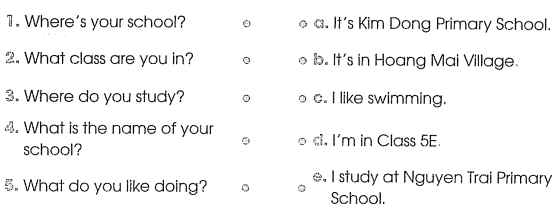 1. Where's your school?
a. It's Kim Dong Primary School.
2. What class are you in?
b. It's in Hoang Mai Village.
3. Where do you study?
c. I like swimming.
4. What is the name of your
school?
d. I'm in Class 5E.
5. What do you like doing?
e. I study at Nguyen Trai Primary
School.